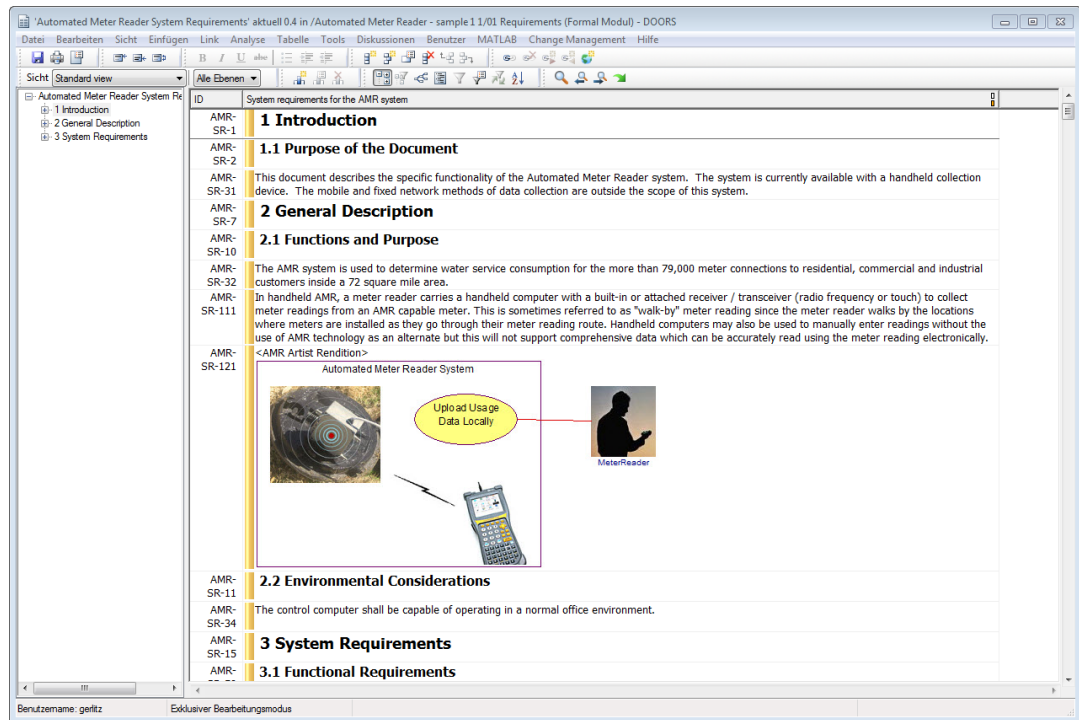 'Automated Meter Reader System Requirements' aktuell 0.4 in /Automated Meter Reader - sample 1 1/01 Requirements (Formal Modul) - DOORS
Datei Bearbeiten Sicht Einfügen Link Analyse Tabelle Tools Diskussionen Benutzer MATLAB Change Management Hilfe
B I U abc
Sicht Standard view Alle Ebenen
Automated Meter Reader System Re
1 Introduction
2 General Description
3 System Requirements
ID System requirements for the AMR system
AMR-SR-1 1 Introduction
AMR-SR-2 1.1 Purpose of the Document
AMR-SR-31 This document describes the specific functionality of the Automated Meter Reader system. The system is currently available with a handheld collection
device. The mobile and fixed network methods of data collection are outside the scope of this system.
AMR-SR-7 2 General Description
AMR-SR-10 2.1 Functions and Purpose
AMR-SR-32 The AMR system is used to determine water service consumption for the more than 79,000 meter connections to residential, commercial and industrial
customers inside a 72 square mile area.
AMR-SR-111 In handheld AMR, a meter reader carries a handheld computer with a built-in or attached receiver / transceiver (radio frequency or touch) to collect
meter readings from an AMR capable meter. This is sometimes referred to as "walk-by" meter reading since the meter reader walks by the locations
where meters are installed as they go through their meter reading route. Handheld computers may also be used to manually enter readings without the
use of AMR technology as an alternate but this will not support comprehensive data which can be accurately read using the meter reading electronically.
AMR-SR-121 <AMR Artist Rendition>
Automated Meter Reader System
Upload Usage
Data Locally
MeterReader
AMR-SR-11 2.2 Environmental Considerations
AMR-SR-34 The control computer shall be capable of operating in a normal office environment.
AMR-SR-15 3 System Requirements
AMR- 3.1 Functional Requirements
Benutzername: gerlitz Exklusiver Bearbeitungsmodus